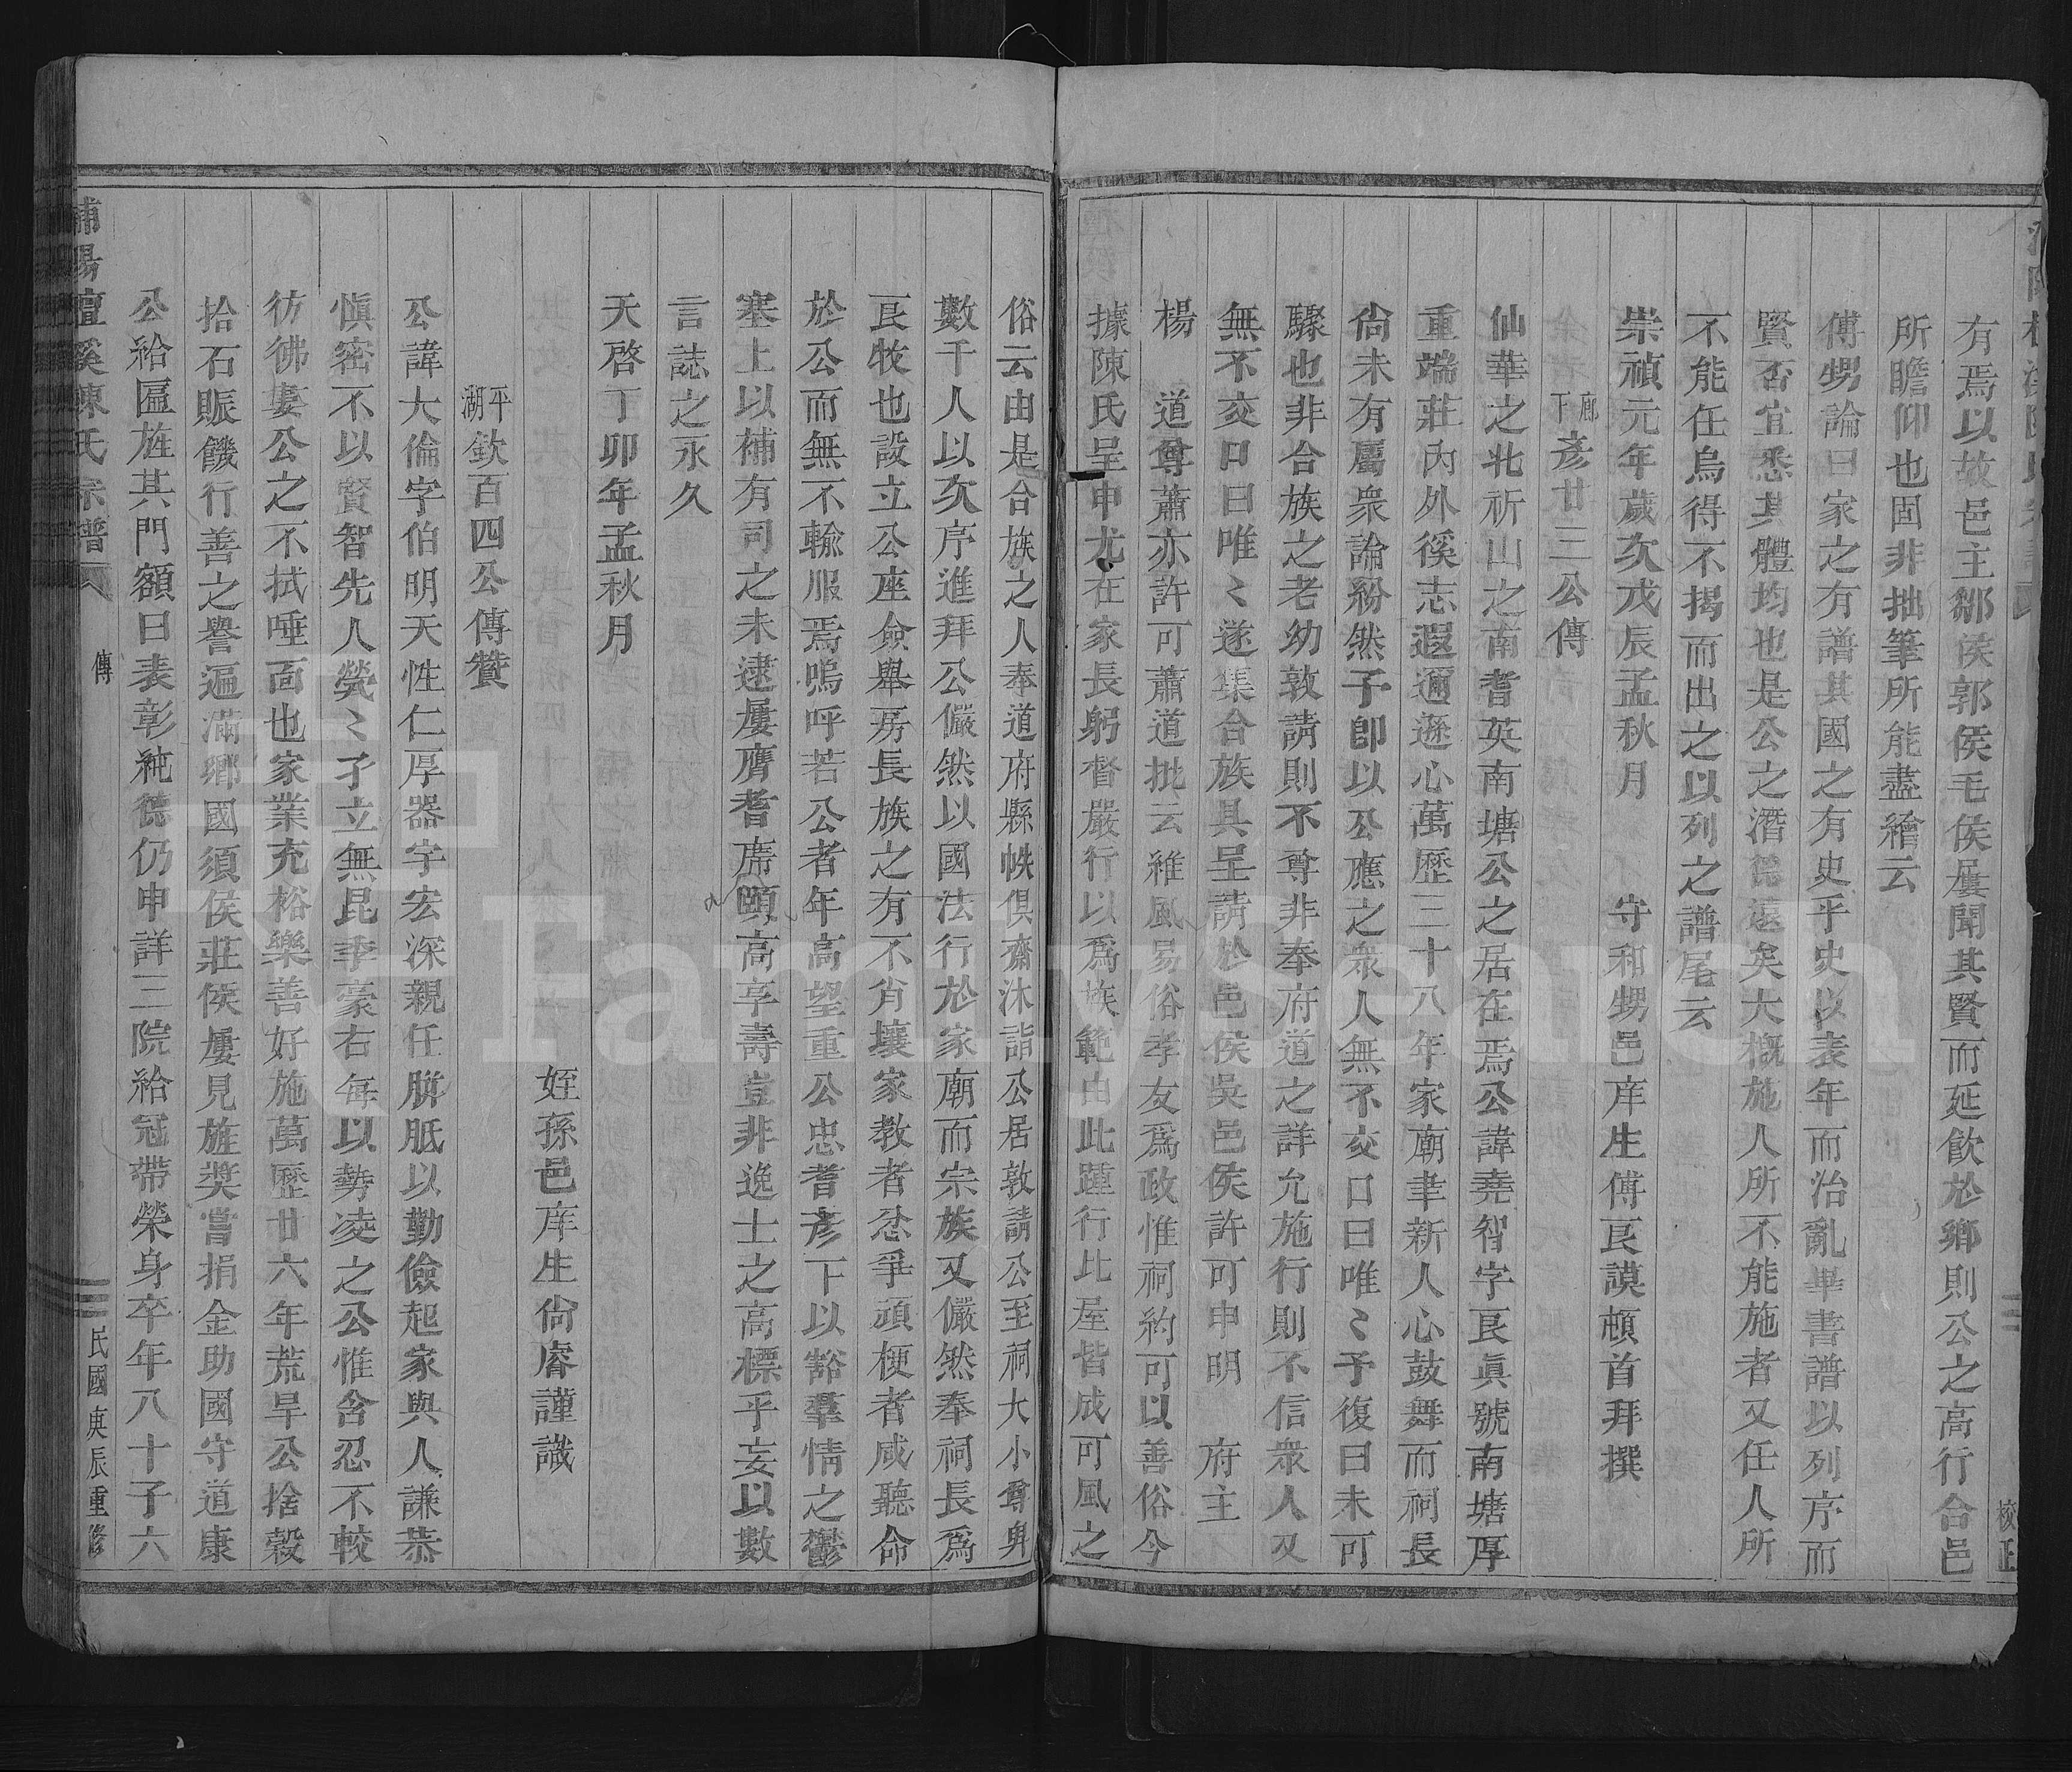 有焉以故邑主鄒侯郭侯毛侯屢聞其賢而延飲於鄉則公之高行合邑
所瞻仰也固非拙筆所能盡繪云
傅甥論曰家之有譜其國之有史乎史以表年而治亂畢書譜以列序而
賢否宜悉其體均也是公之潛德遠矣大概施人所不能施者又任人所
不能任烏得不揭而出之以列之譜尾云
崇禎元年歲次戊辰孟秋月 守和甥邑庠生傅良謨頓首拜撰
廊下彥廿三公傳
仙華之北祈山之南耆英南塘公之居在焉公諱堯智字良眞號南塘厚
重端莊內外徯志遐邇遜心萬歷三十八年家廟聿新人心鼓舞而祠長
尙未有屬衆論紛然予卽以公應之衆人無不交口曰唯〻予復曰未可
驟也非合族之老幼敦請則不尊非奉府道之詳允施行則不信衆人又
無不交口曰唯〻遂集合族具呈請於邑侯吳邑侯許可申明 府主
楊 道尊蕭亦許可蕭道批云維風易俗孝友爲政惟祠約可以善俗今
據陳氏呈申尤在家長躬督嚴行以爲族範由此踵行比屋皆成可風之
俗云由是合族之人奉道府縣帙俱齋沐詣公居敦請公至祠大小尊卑
數千人以次序進拜公儼然以國法行於家廟而宗族又儼然奉祠長爲
良牧也設立公座僉舉房長族之有不肖壤家教者忿爭頑梗者咸聽命
於公而無不輸服焉嗚呼若公者年高望重公忠耆彥下以豁羣情之鬱
塞上以補有司之未逮屢膺耆席頤高享壽豈非逸士之高標乎妄以數
言誌之永久
天啓丁卯年孟秋月
姪孫邑庠生尙睿謹識
平湖欽百四公傳贊
公諱大倫字伯明天性仁厚器宇宏深親任胼胝以勤儉起家與人謙恭
愼密不以賢智先人煢〻孑立無昆季豪右每以勢凌之公惟含忍不較
彷彿婁公之不拭唾面也家業充裕樂善好施萬歷廿六年荒旱公捨穀
拾石賑饑行善之譽遍滿鄉國須侯莊侯屢見旌獎嘗捐金助國守道康
公給匾旌其門額曰表彰純德仍申詳三院給冠帶榮身卒年八十子六
浦陽壇溪陳氏宗譜 傳 民國庚辰重修
校正